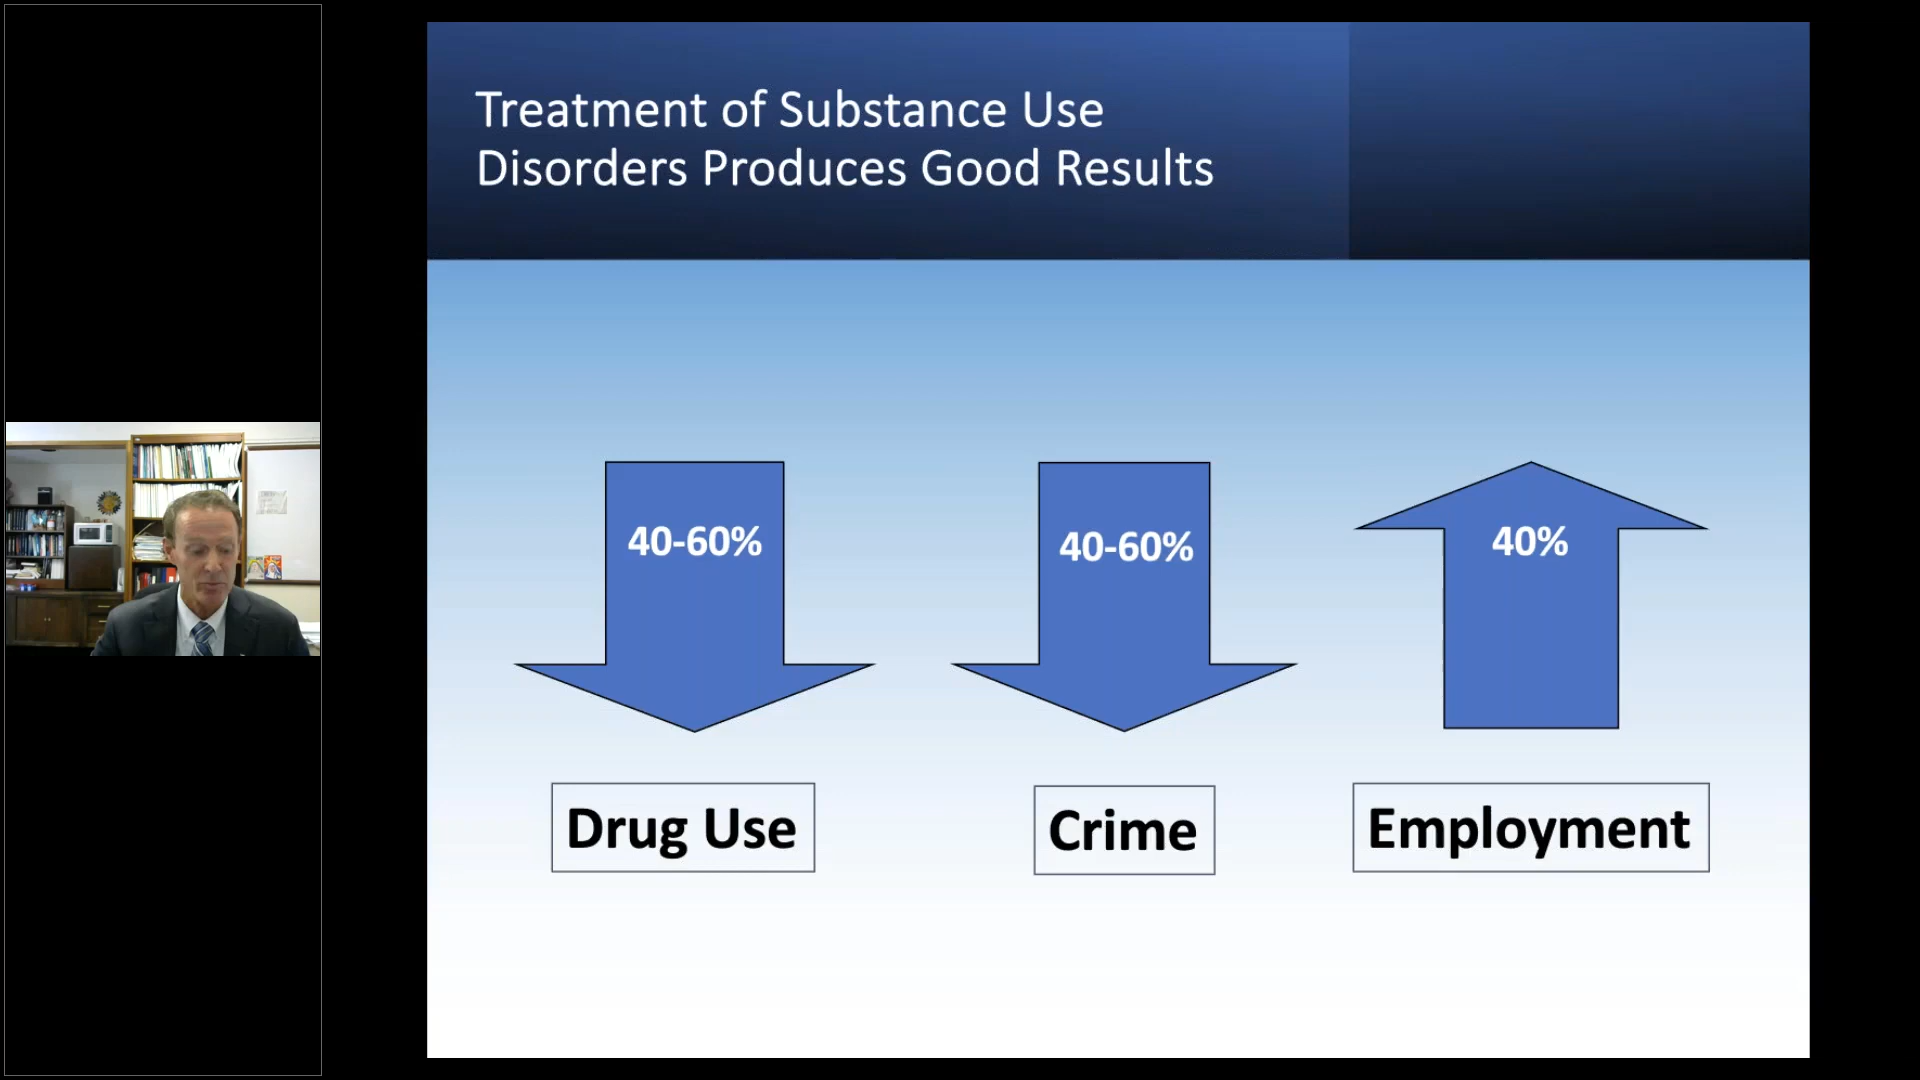 Treatment of Substance Use
Disorders Produces Good Results
40-60%
40-60%
40%
Drug Use
Crime
Employment